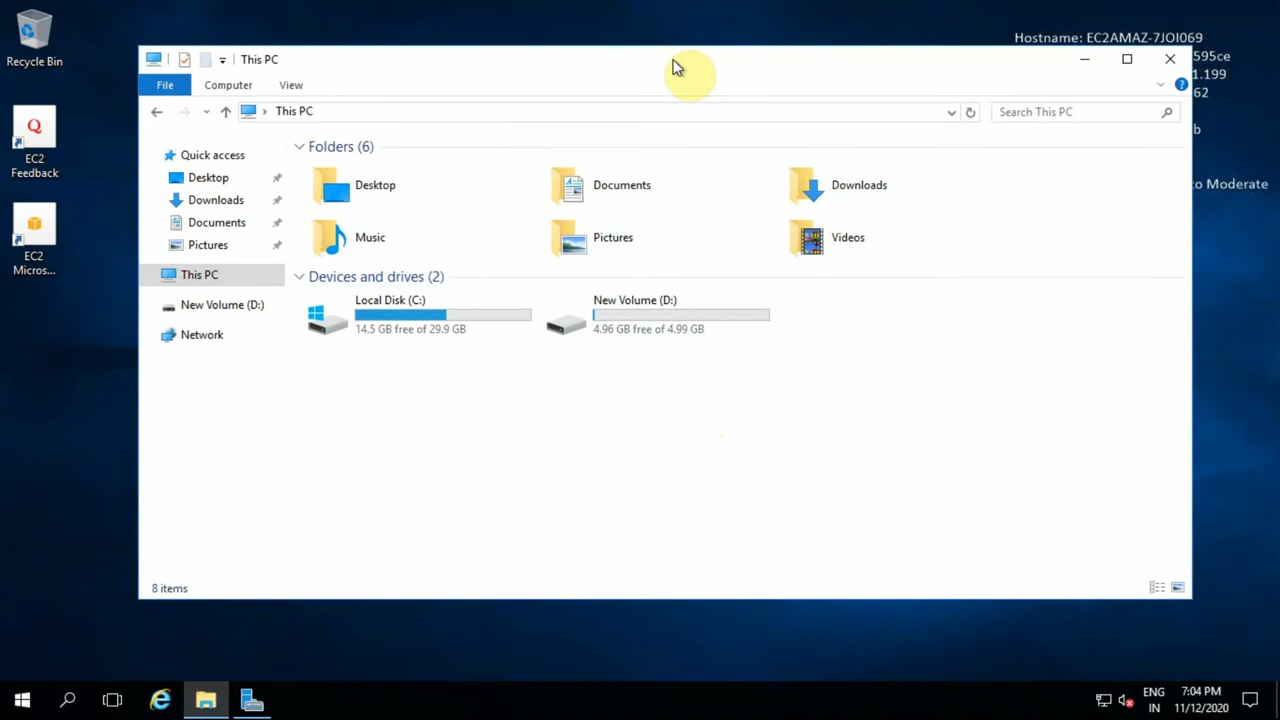 Recycle Bin
EC2
Feedback
EC2
Micros...
Hostname: EC2AMAZ-7JOI069
595ce
1.199
62
b
to Moderate
This PC
File
Computer
View
This PC
Search This PC
Quick access
Desktop
Downloads
Documents
Pictures
This PC
New Volume (D:)
Network
Folders (6)
Desktop
Documents
Downloads
Music
Pictures
Videos
Devices and drives (2)
Local Disk (C:)
14.5 GB free of 29.9 GB
New Volume (D:)
4.96 GB free of 4.99 GB
8 items
ENG
IN
7:04 PM
11/12/2020